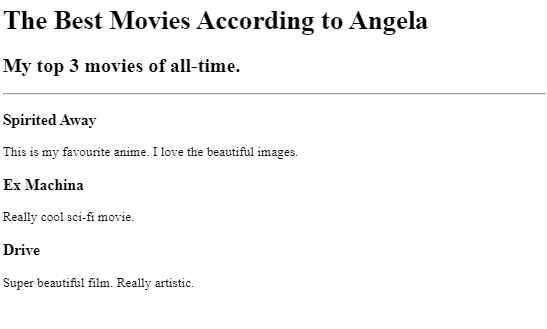 The Best Movies According to Angela
My top 3 movies of all-time.
Spirited Away
This is my favourite anime. I love the beautiful images.
Ex Machina
Really cool sci-fi movie.
Drive
Super beautiful film. Really artistic.